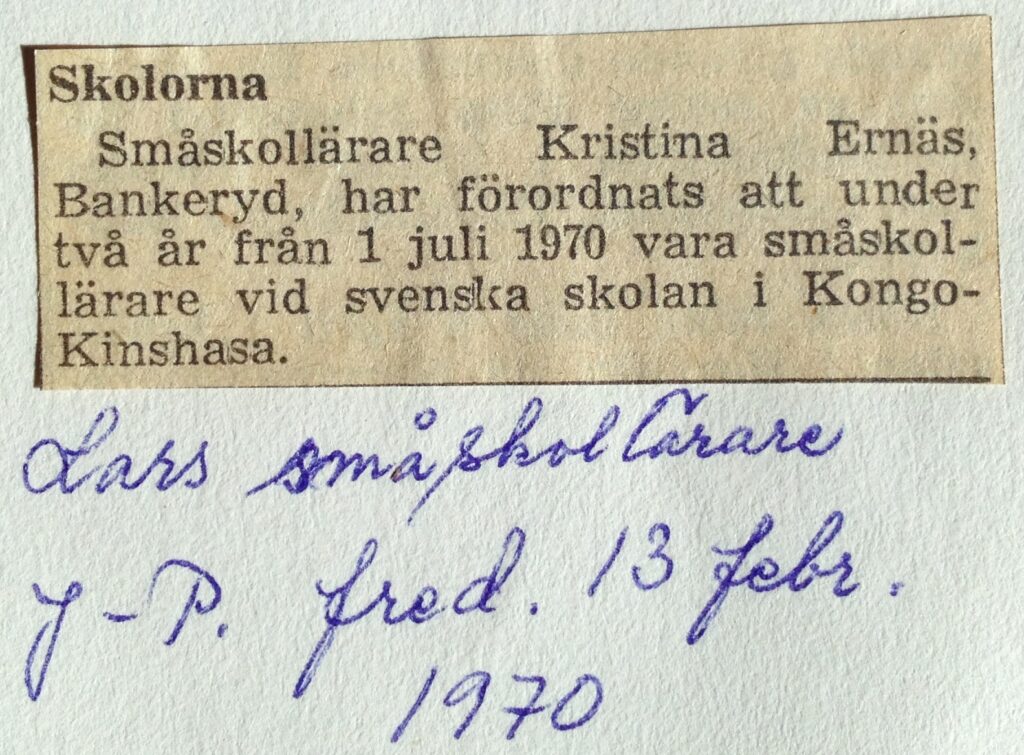 Skolorna
Småskollärare Kristina Ernäs,
Bankeryd, har förordnats att under
två år från 1 juli 1970 vara småskol-
lärare vid svenska skolan i Kongo-
Kinshasa.
Lars småskollärare
J-P. fred. 13 febr.
1970